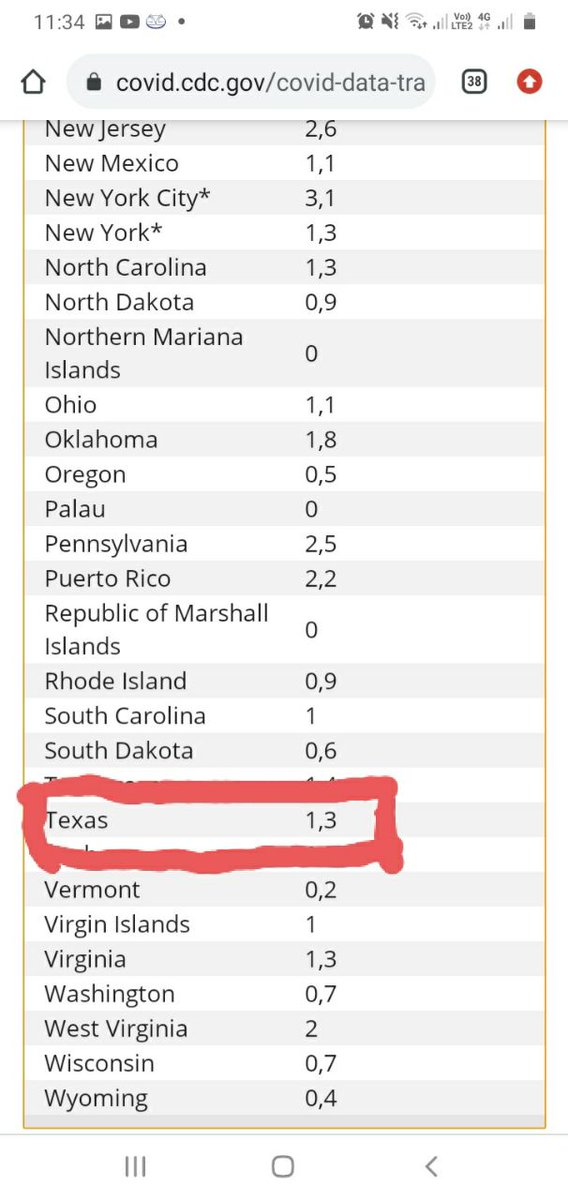 11:34
Vo)) 4G
LTE2
covid.cdc.gov/covid-data-tra
38
New Jersey 2,6
New Mexico 1,1
New York City* 3,1
New York* 1,3
North Carolina 1,3
North Dakota 0,9
Northern Mariana
Islands 0
Ohio 1,1
Oklahoma 1,8
Oregon 0,5
Palau 0
Pennsylvania 2,5
Puerto Rico 2,2
Republic of Marshall
Islands 0
Rhode Island 0,9
South Carolina 1
South Dakota 0,6
Texas 1,3
Vermont 0,2
Virgin Islands 1
Virginia 1,3
Washington 0,7
West Virginia 2
Wisconsin 0,7
Wyoming 0,4